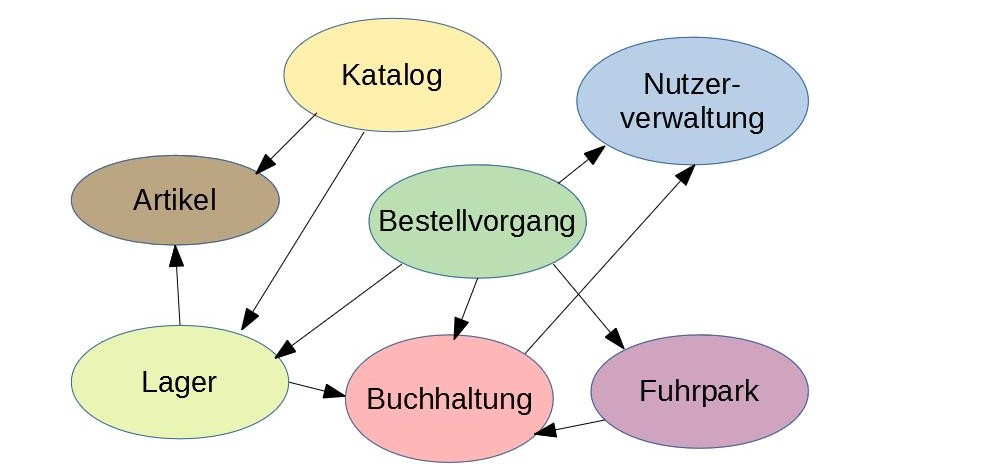 Katalog
Nutzer-
verwaltung
Artikel
Bestellvorgang
Lager
Buchhaltung
Fuhrpark